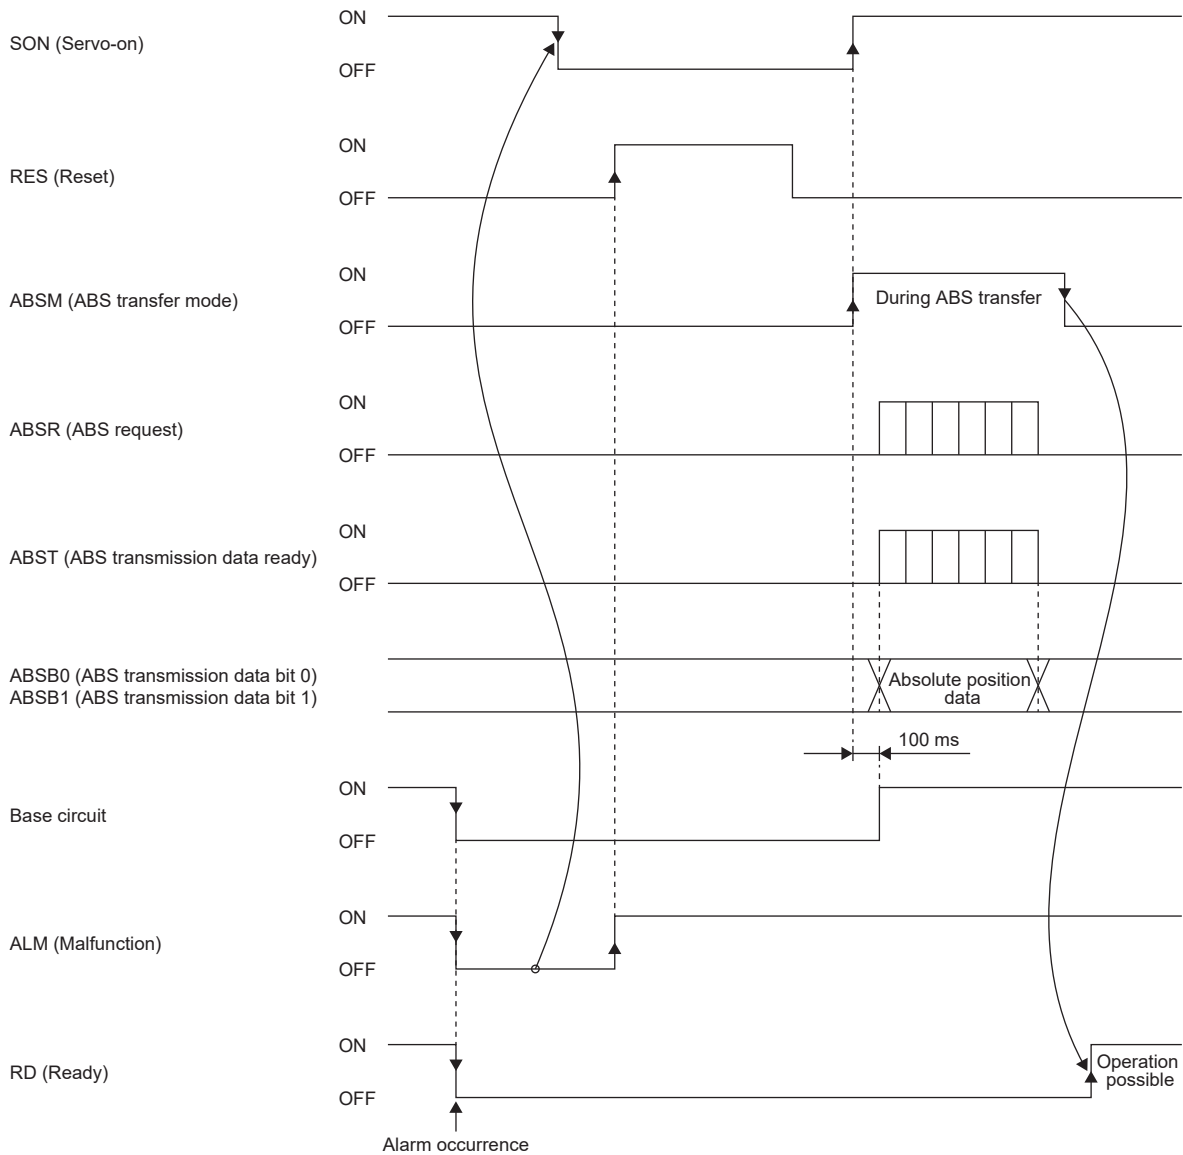 ON
SON (Servo-on)
OFF
ON
RES (Reset)
OFF
ON
ABSM (ABS transfer mode)
During ABS transfer
OFF
ON
ABSR (ABS request)
OFF
ON
ABST (ABS transmission data ready)
OFF
ABSB0 (ABS transmission data bit 0)
ABSB1 (ABS transmission data bit 1)
Absolute position
data
100 ms
ON
Base circuit
OFF
ON
ALM (Malfunction)
OFF
ON
RD (Ready)
Operation
possible
OFF
Alarm occurrence